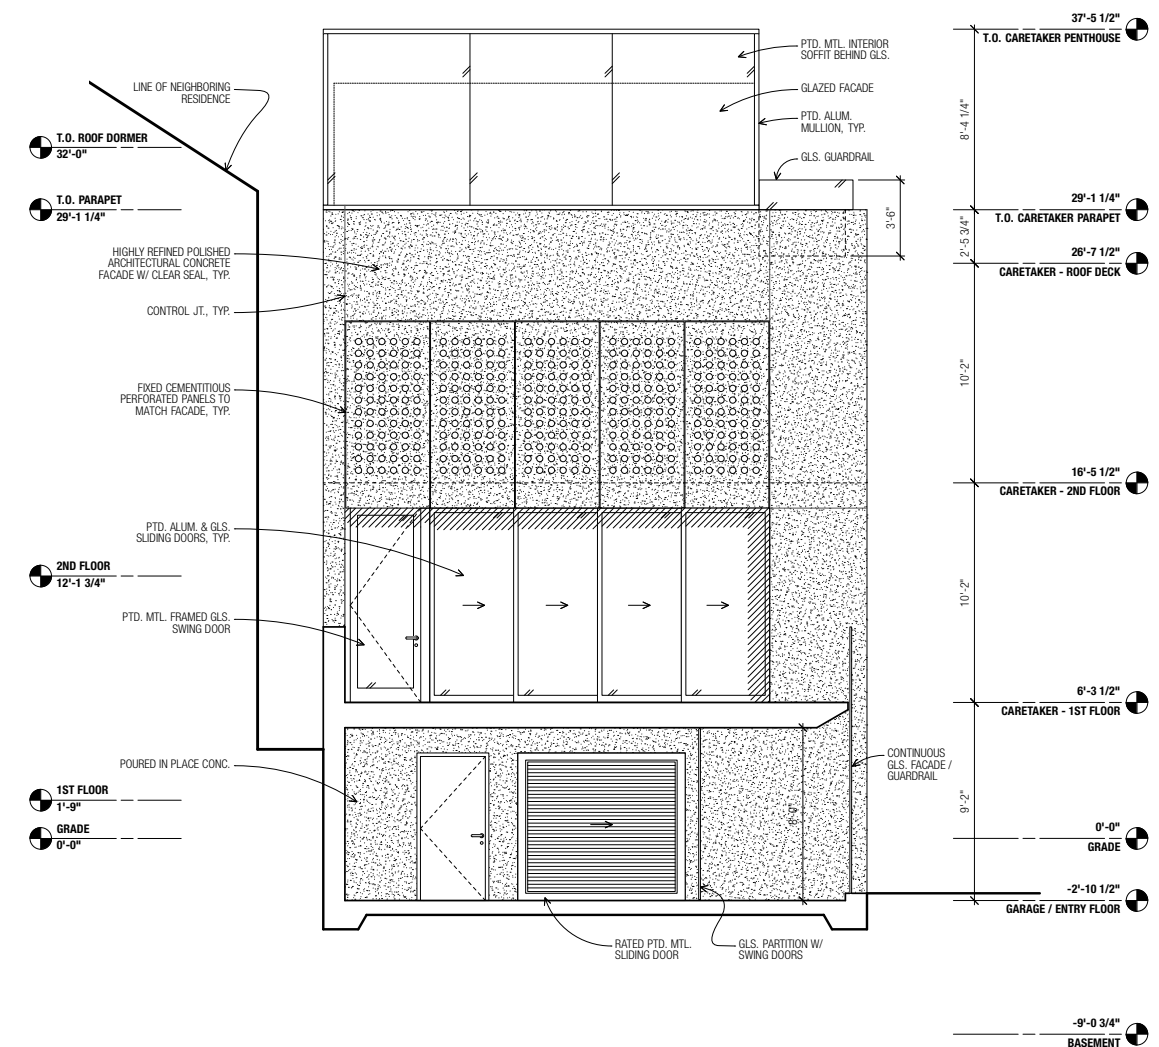 37'-5 1/2"
T.O. CARETAKER PENTHOUSE
PTD. MTL. INTERIOR
SOFFIT BEHIND GLS.
GLAZED FACADE
PTD. ALUM.
MULLION, TYP.
GLS. GUARDRAIL
8'-4 1/4"
LINE OF NEIGHBORING
RESIDENCE
T.O. ROOF DORMER
32'-0"
T.O. PARAPET
29'-1 1/4"
29'-1 1/4"
T.O. CARETAKER PARAPET
3'-6"
2'-5 3/4"
26'-7 1/2"
CARETAKER - ROOF DECK
HIGHLY REFINED POLISHED
ARCHITECTURAL CONCRETE
FACADE W/ CLEAR SEAL, TYP.
CONTROL JT., TYP.
FIXED CEMENTITIOUS
PERFORATED PANELS TO
MATCH FACADE, TYP.
10'-2"
16'-5 1/2"
CARETAKER - 2ND FLOOR
PTD. ALUM. & GLS.
SLIDING DOORS, TYP.
2ND FLOOR
12'-1 3/4"
PTD. MTL. FRAMED GLS.
SWING DOOR
10'-2"
6'-3 1/2"
CARETAKER - 1ST FLOOR
POURED IN PLACE CONC.
CONTINUOUS
GLS. FACADE /
GUARDRAIL
1ST FLOOR
1'-9"
GRADE
0'-0"
8'-0"
9'-2"
0'-0"
GRADE
-2'-10 1/2"
GARAGE / ENTRY FLOOR
RATED PTD. MTL.
SLIDING DOOR
GLS. PARTITION W/
SWING DOORS
-9'-0 3/4"
BASEMENT